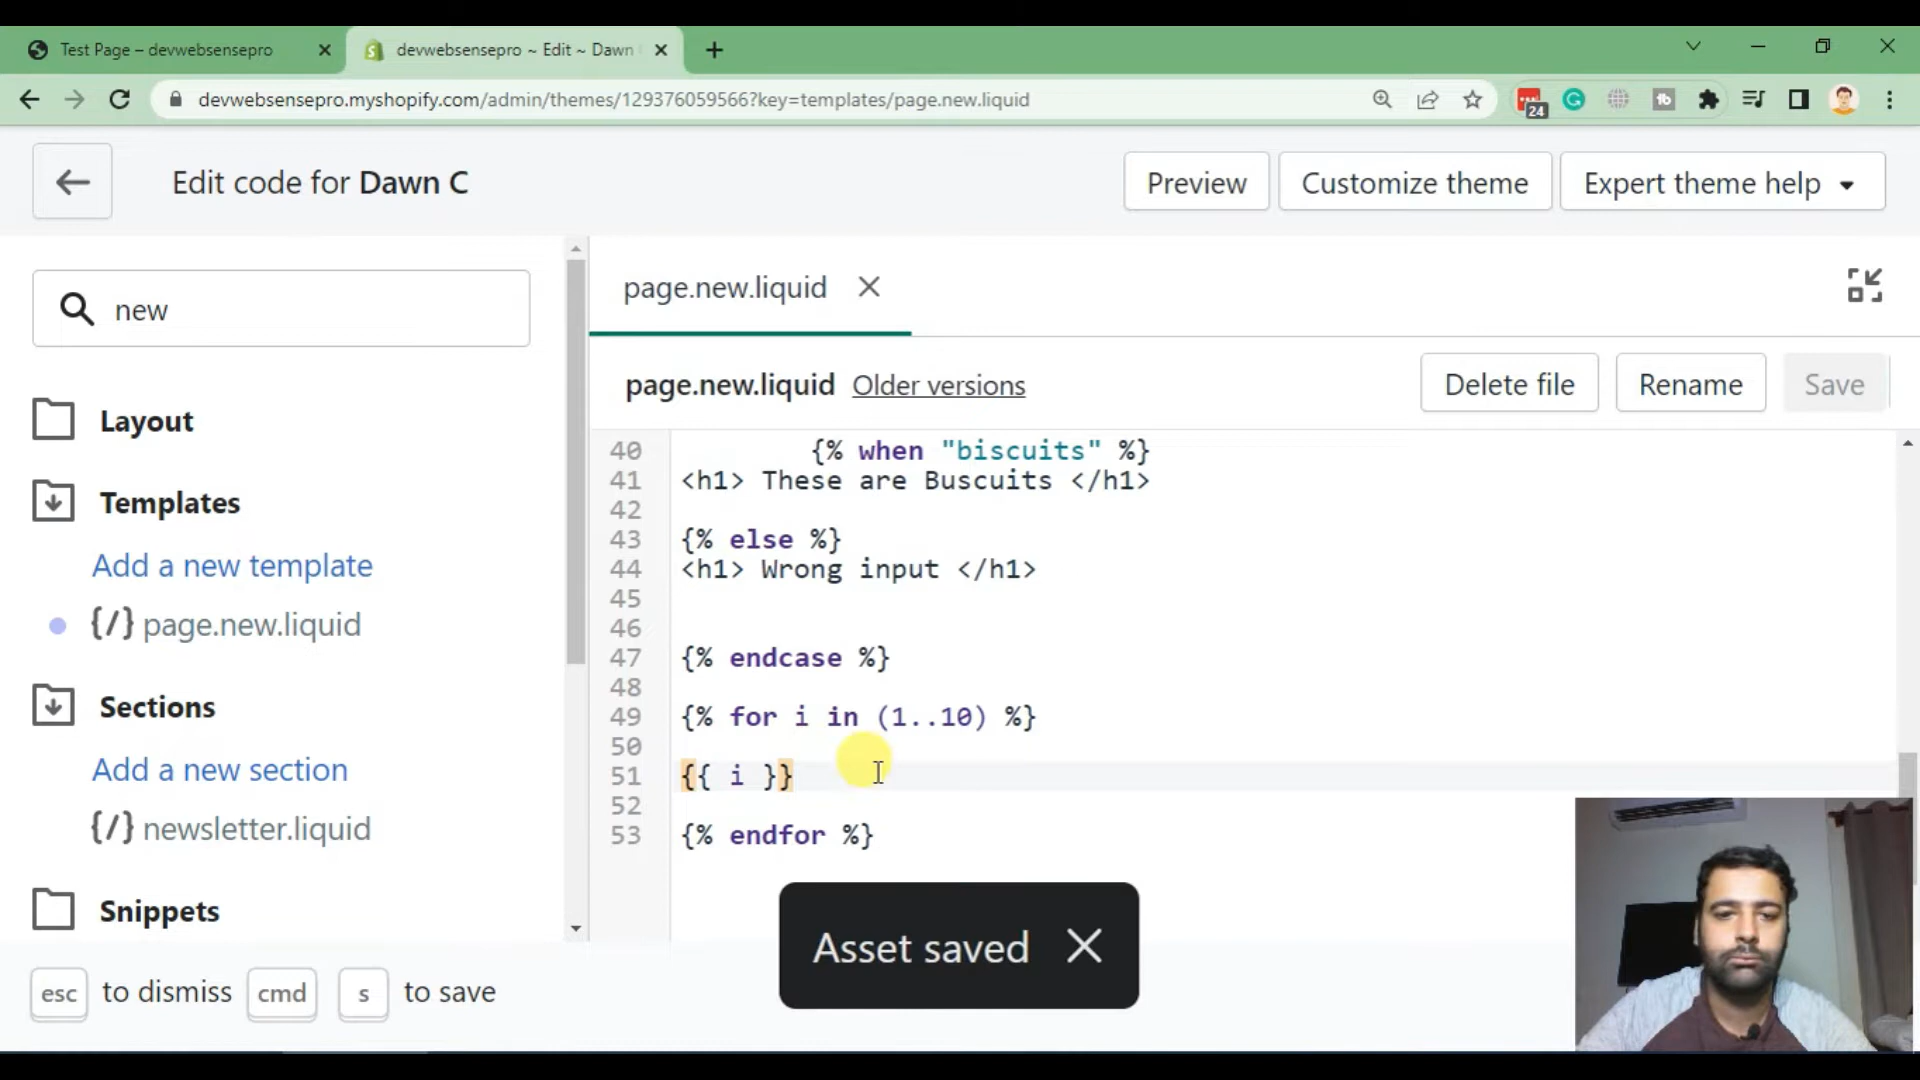 Test Page – devwebsensepro
devwebsensepro ~ Edit ~ Dawn
devwebsensepro.myshopify.com/admin/themes/129376059566?key=templates/page.new.liquid
24
Edit code for Dawn C
Preview
Customize theme
Expert theme help
new
Layout
Templates
Add a new template
{/} page.new.liquid
Sections
Add a new section
{/} newsletter.liquid
Snippets
esc to dismiss cmd s to save
page.new.liquid
page.new.liquid Older versions
Delete file
Rename
Save
40 {% when "biscuits" %}
41 <h1> These are Buscuits </h1>
42
43 {% else %}
44 <h1> Wrong input </h1>
45
46
47 {% endcase %}
48
49 {% for i in (1..10) %}
50
51 {{ i }}
52
53 {% endfor %}
Asset saved